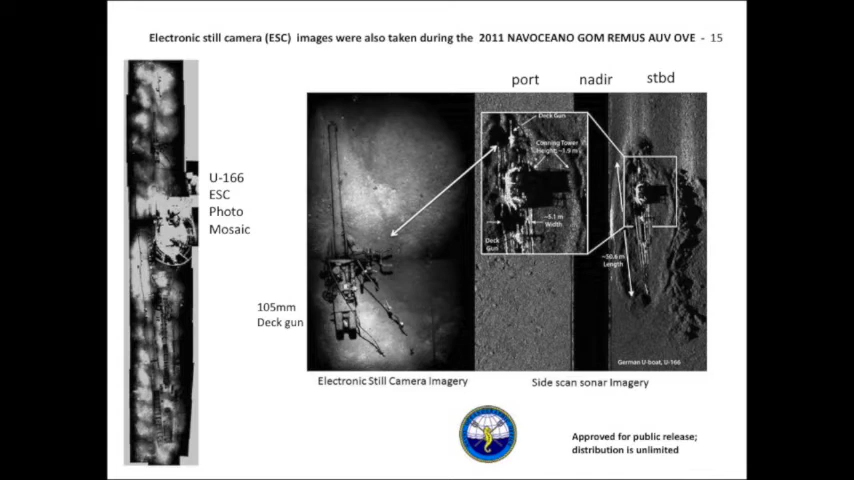 Electronic still camera (ESC) images were also taken during the 2011 NAVOCEANO GOM REMUS AUV OVE - 15
port nadir stbd
U-166
ESC
Photo
Mosaic
Deck Gun
Conning Tower
Height: ~1.9 m
~5.1 m
Width
Deck
Gun
~50.6 m
Length
105mm
Deck gun
German U-boat, U-166
Electronic Still Camera Imagery
Side scan sonar Imagery
Approved for public release;
distribution is unlimited